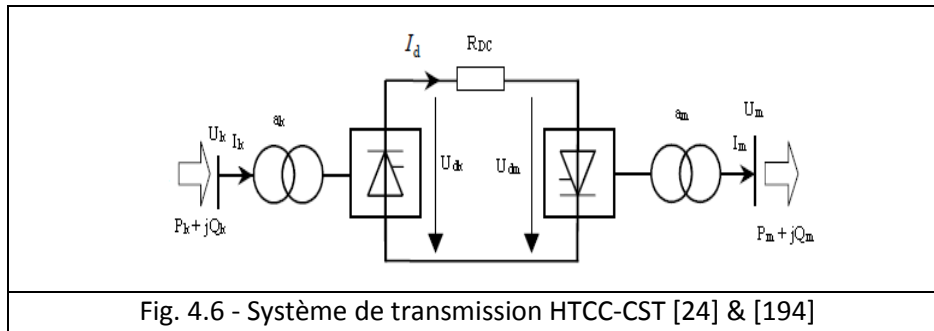 I_d R_DC
a_k a_m U_m
U_k I_k U_dk U_dm I_m
P_k + jQ_k P_m + jQ_m
Fig. 4.6 - Système de transmission HTCC-CST [24] & [194]